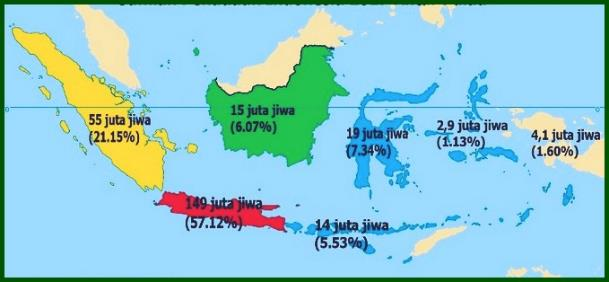 55 juta jiwa
(21.15%)
15 juta jiwa
(6.07%)
19 juta jiwa
(7.34%)
2,9 juta jiwa
(1.13%)
4,1 juta jiwa
(1.60%)
149 juta jiwa
(57.12%)
14 juta jiwa
(5.53%)